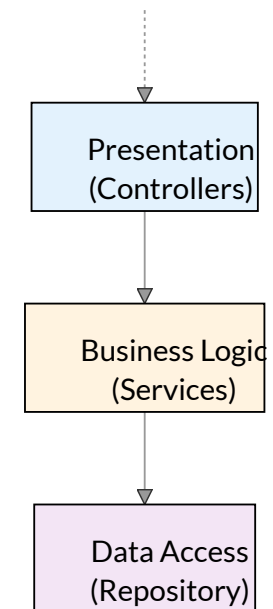 Presentation
(Controllers)
Business Logic
(Services)
Data Access
(Repository)